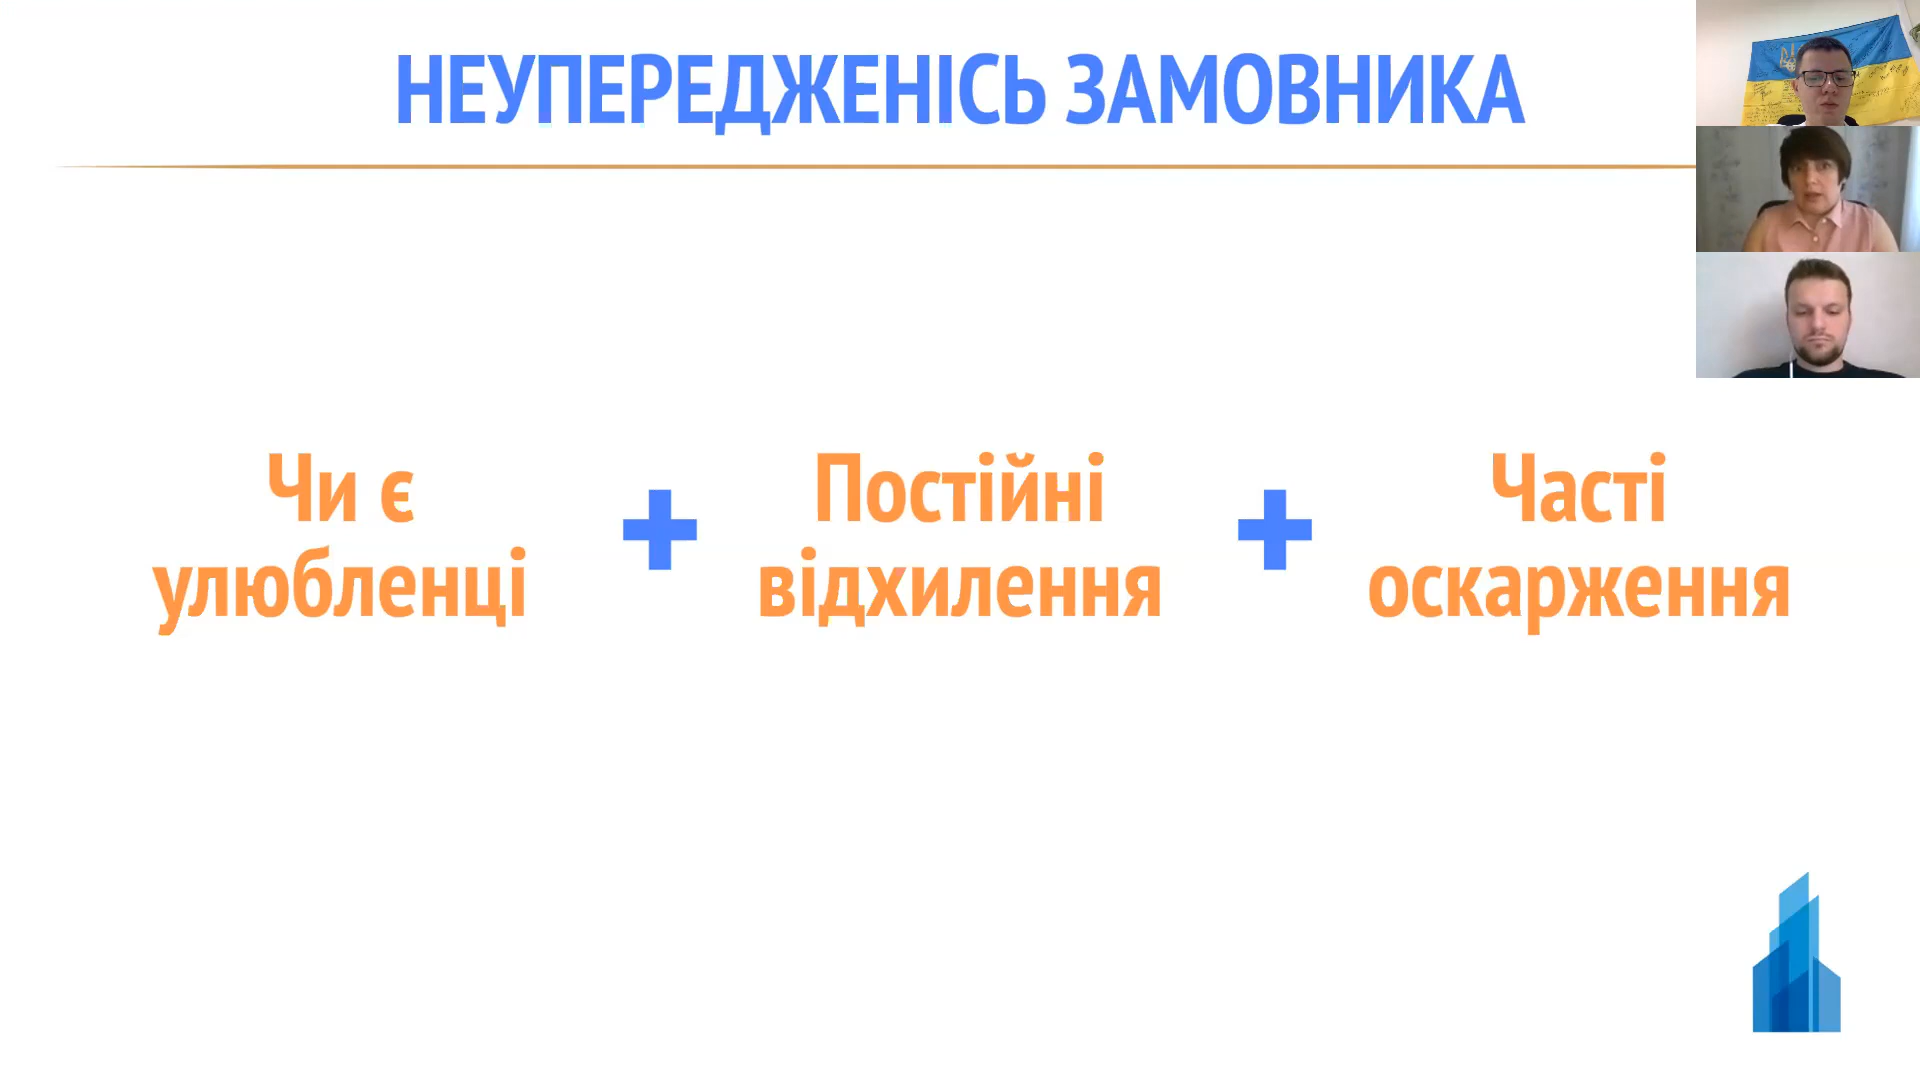 НЕУПЕРЕДЖЕНІСЬ ЗАМОВНИКА
Чи є
улюбленці
+
Постійні
відхилення
+
Часті
оскарження